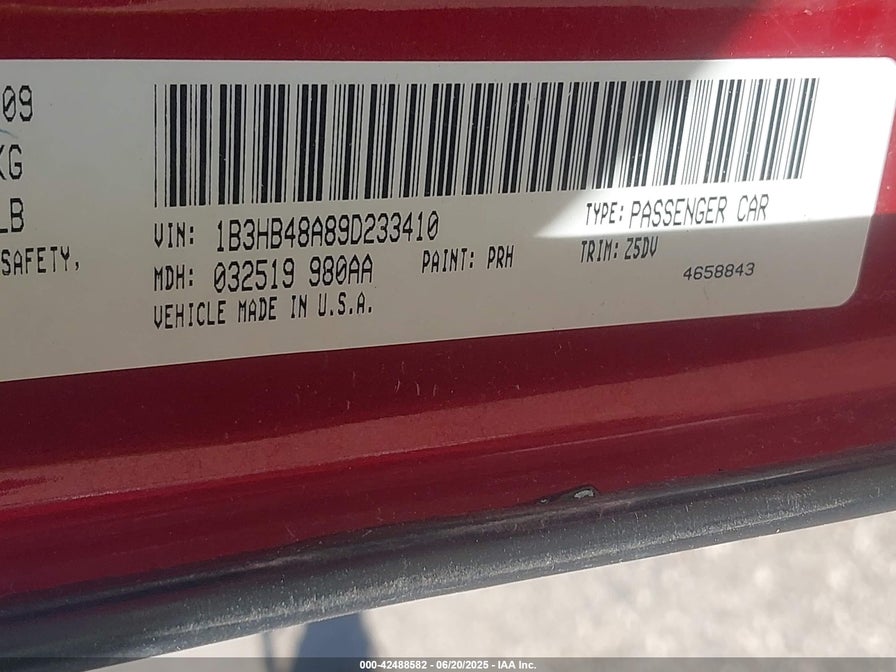 09
KG
LB
SAFETY,
VIN: 1B3HB48A89D233410
TYPE: PASSENGER CAR
MDH: 032519 980AA
PAINT: PRH
TRIM: Z5DV
VEHICLE MADE IN U.S.A.
4658843
000-42488582 - 06/20/2025 - IAA Inc.